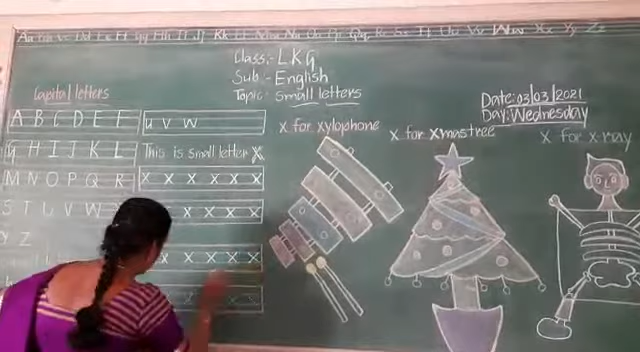 Class:- LKG
Sub:- English
Topic:- Small letters
Date:- 03/03/2021
Day: Wednesday
Capital letters
A B C D E F
G H I J K L
M N O P Q R
S T U V W
Y Z
u v w
This is small letter x
x x x x x x
x x x x
x x x x x
x for xylophone
x for xmastree
x for x-ray